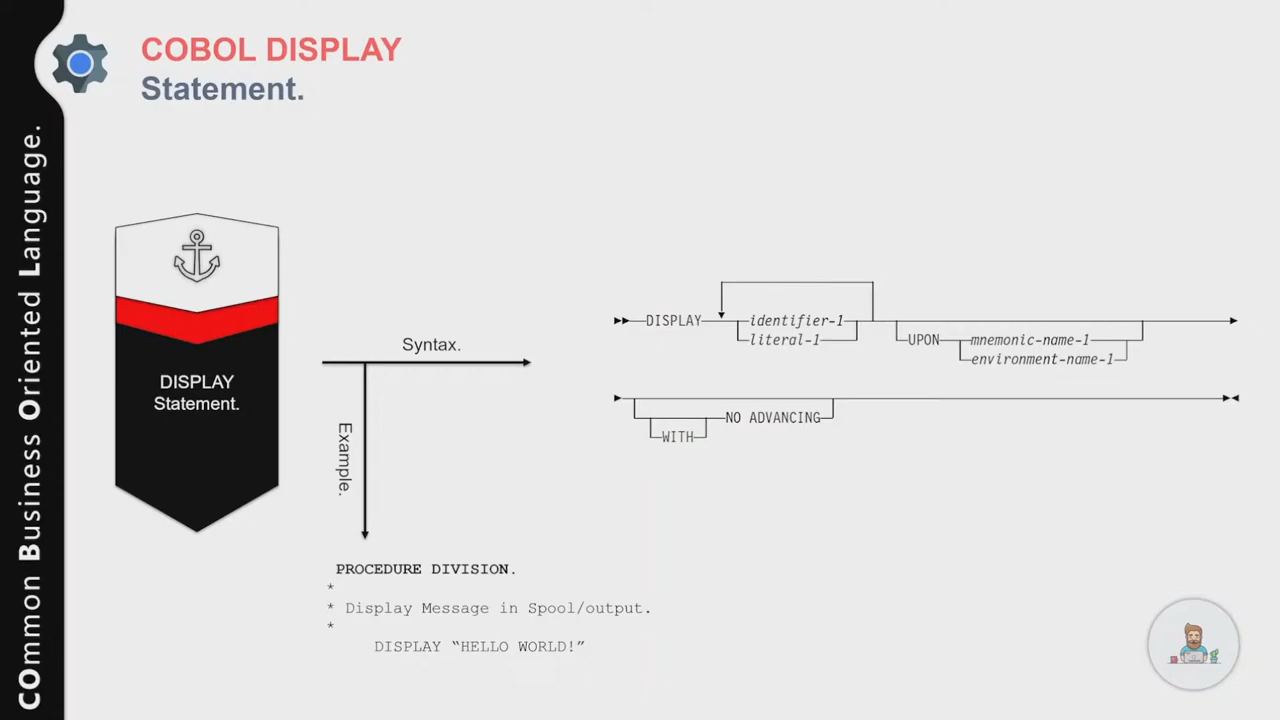 COBOL DISPLAY
Statement.
COmmon Business Oriented Language.
DISPLAY
Statement.
Syntax.
Example.
DISPLAY identifier-1
literal-1
UPON mnemonic-name-1
environment-name-1
NO ADVANCING
WITH
PROCEDURE DIVISION.
*
* Display Message in Spool/output.
*
DISPLAY “HELLO WORLD!”